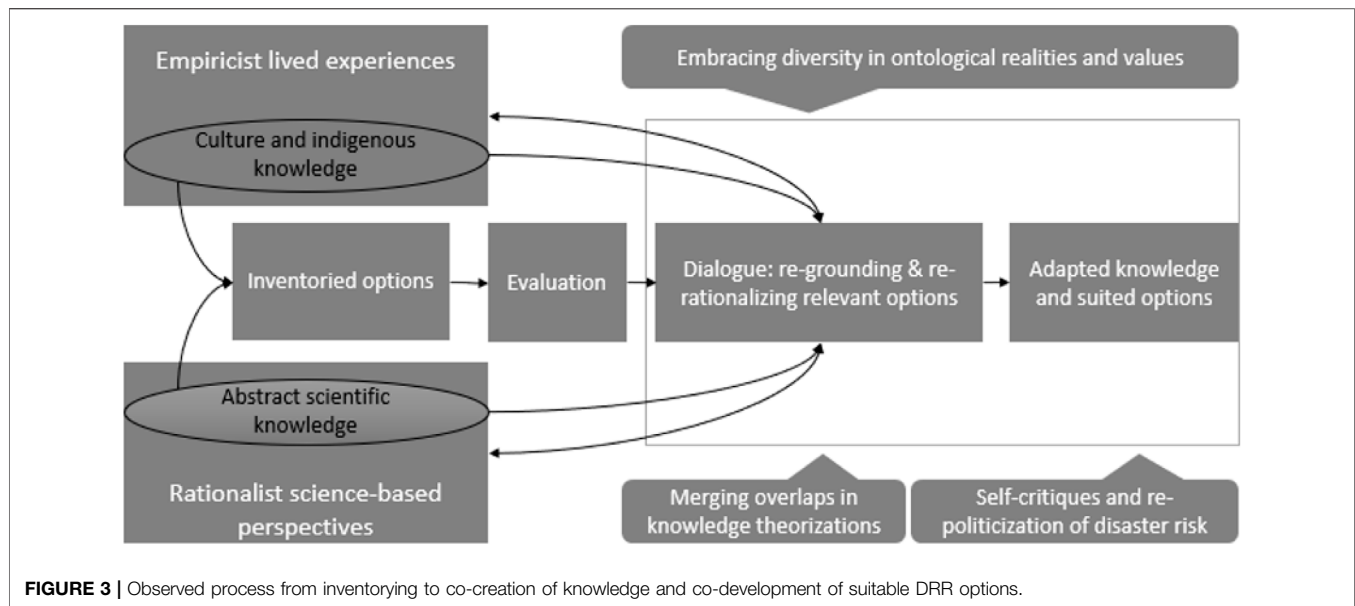 Empiricist lived experiences
Culture and indigenous
knowledge
Embracing diversity in ontological realities and values
Inventoried options
Evaluation
Dialogue: re-grounding & re-
rationalizing relevant options
Adapted knowledge
and suited options
Abstract scientific
knowledge
Rationalist science-based
perspectives
Merging overlaps in
knowledge theorizations
Self-critiques and re-
politicization of disaster risk
FIGURE 3 | Observed process from inventorying to co-creation of knowledge and co-development of suitable DRR options.